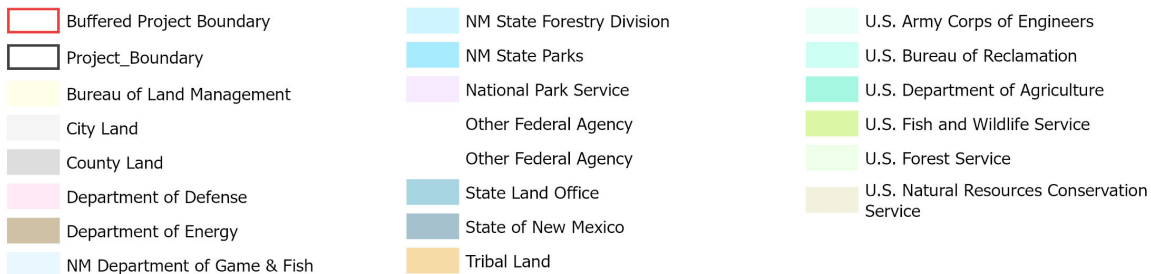 Buffered Project Boundary
Project_Boundary
Bureau of Land Management
City Land
County Land
Department of Defense
Department of Energy
NM Department of Game & Fish
NM State Forestry Division
NM State Parks
National Park Service
Other Federal Agency
Other Federal Agency
State Land Office
State of New Mexico
Tribal Land
U.S. Army Corps of Engineers
U.S. Bureau of Reclamation
U.S. Department of Agriculture
U.S. Fish and Wildlife Service
U.S. Forest Service
U.S. Natural Resources Conservation
Service